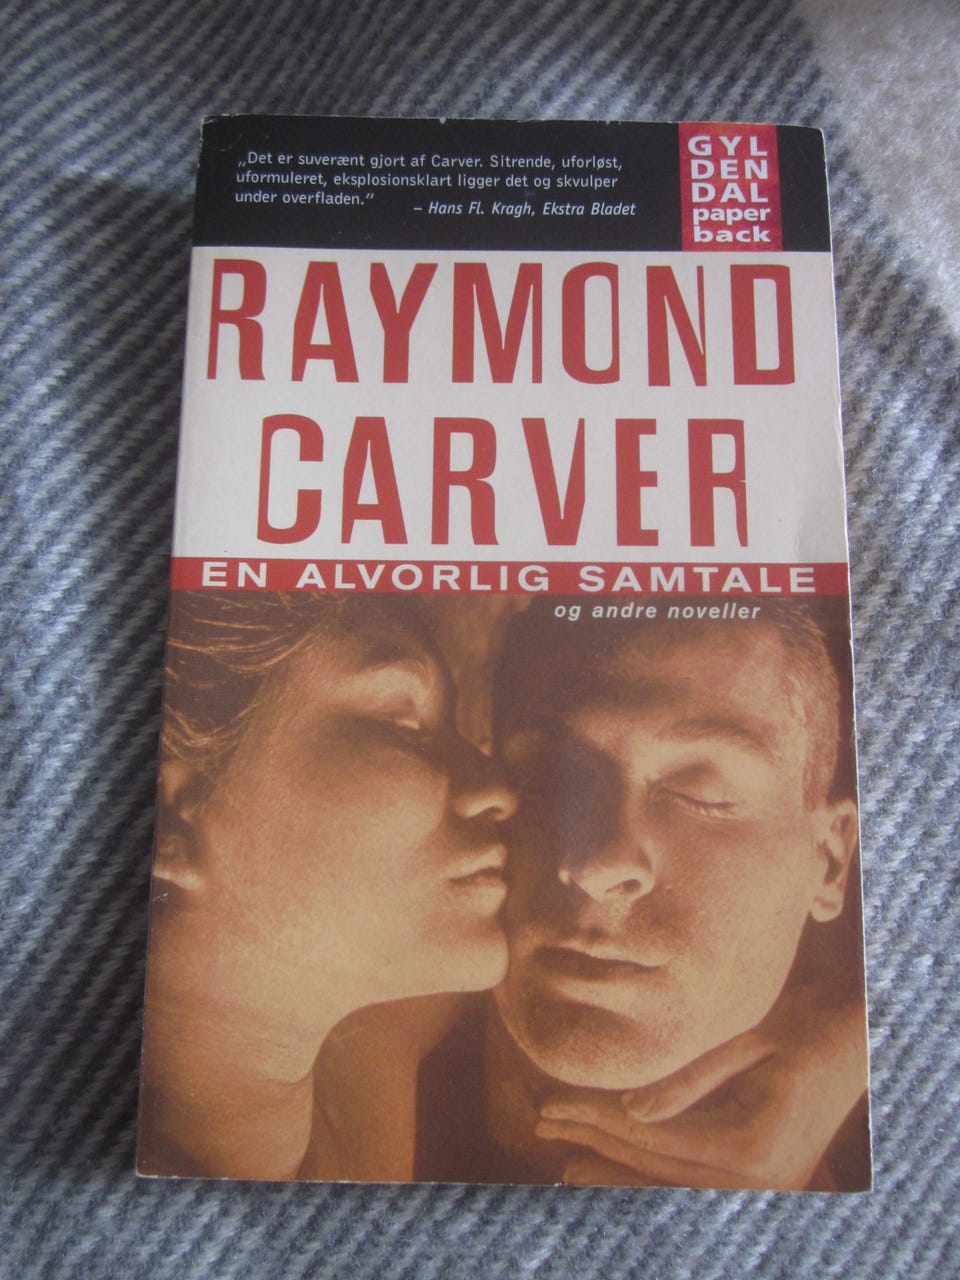 „Det er suverænt gjort af Carver. Sitrende, uforløst,
uformuleret, eksplosionsklart ligger det og skvulper
under overfladen.”
– Hans Fl. Kragh, Ekstra Bladet
GYL
DEN
DAL
paper
back
RAYMOND
CARVER
EN ALVORLIG SAMTALE
og andre noveller